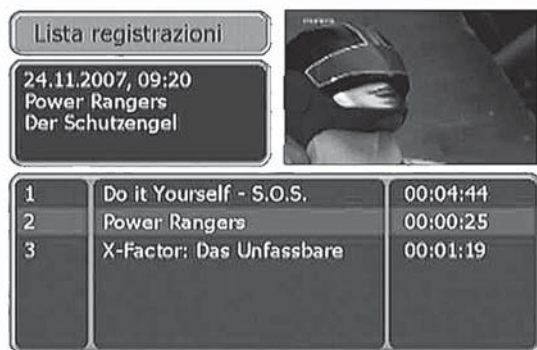 Lista registrazioni
24.11.2007, 09:20
Power Rangers
Der Schutzengel
1 Do it Yourself - S.O.S. 00:04:44
2 Power Rangers 00:00:25
3 X-Factor: Das Unfassbare 00:01:19